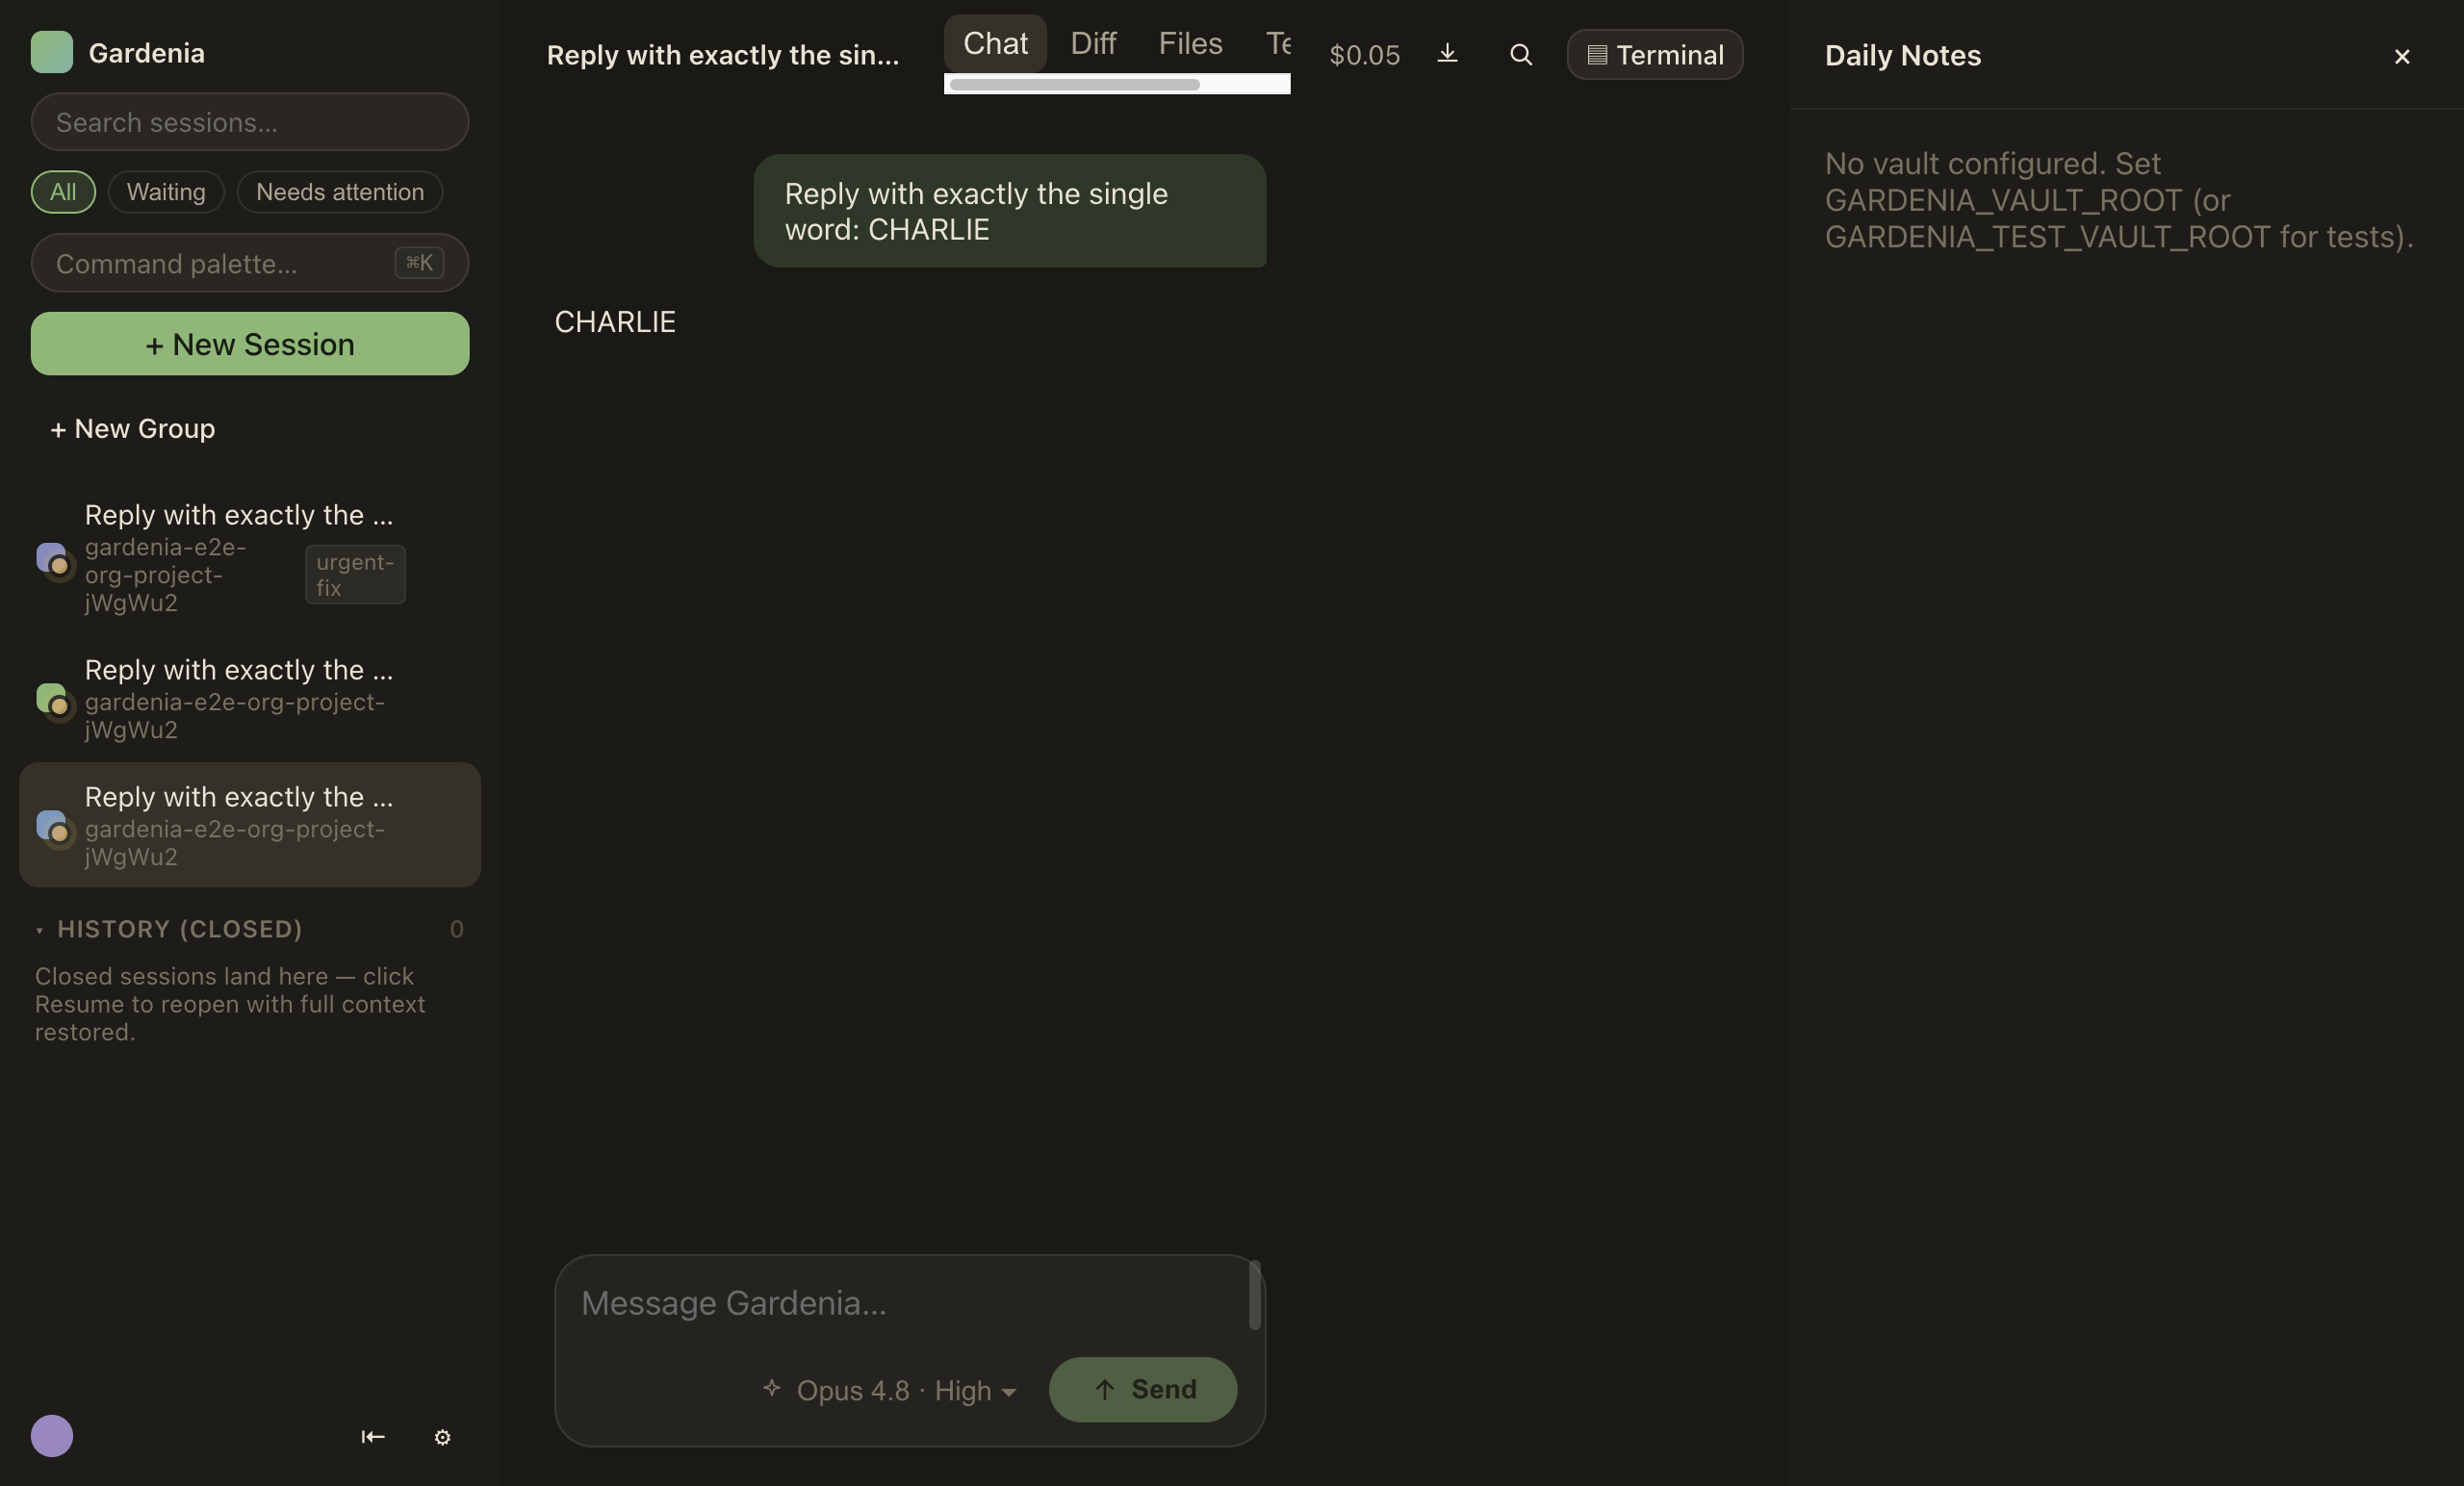 Gardenia
Search sessions...
All
Waiting
Needs attention
Command palette...
⌘K
+ New Session
+ New Group
Reply with exactly the ...
gardenia-e2e-
org-project-
jWgWu2
urgent-
fix
Reply with exactly the ...
gardenia-e2e-org-project-
jWgWu2
Reply with exactly the ...
gardenia-e2e-org-project-
jWgWu2
HISTORY (CLOSED)
0
Closed sessions land here — click
Resume to reopen with full context
restored.
Reply with exactly the sin...
Chat
Diff
Files
Te
$0.05
Terminal
Reply with exactly the single
word: CHARLIE
CHARLIE
Message Gardenia...
Opus 4.8 · High
Send
Daily Notes
No vault configured. Set
GARDENIA_VAULT_ROOT (or
GARDENIA_TEST_VAULT_ROOT for tests).